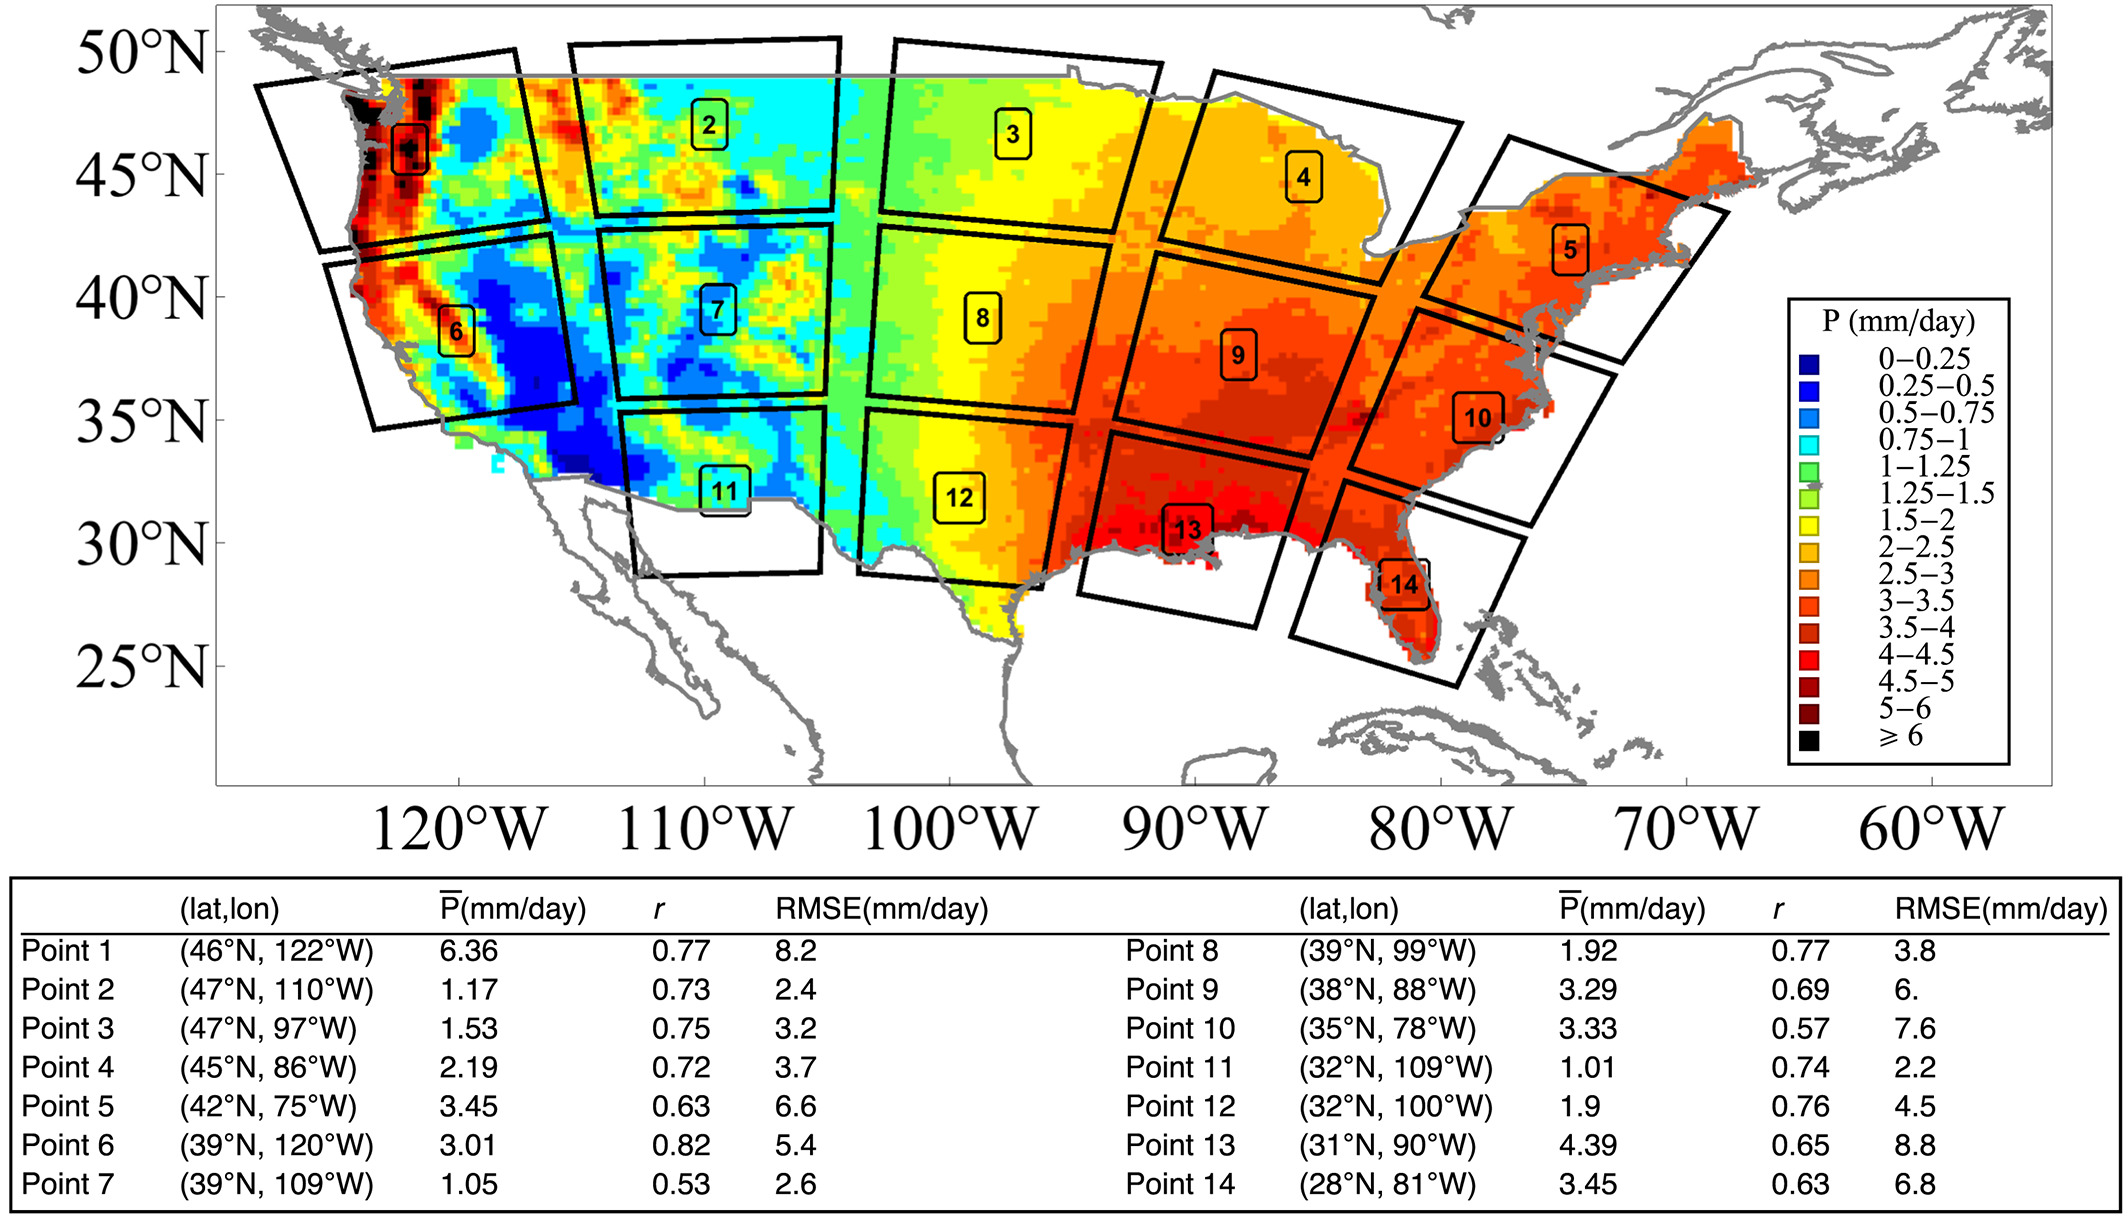 50°N
45°N
40°N
35°N
30°N
25°N
2
3
4
5
6
7
8
9
10
11
12
13
14
P (mm/day)
0−0.25
0.25−0.5
0.5−0.75
0.75−1
1−1.25
1.25−1.5
1.5−2
2−2.5
2.5−3
3−3.5
3.5−4
4−4.5
4.5−5
5−6
⩾ 6
120°W 110°W 100°W 90°W 80°W 70°W 60°W
(lat,lon) P̅(mm/day) r RMSE(mm/day) (lat,lon) P̅(mm/day) r RMSE(mm/day)
Point 1 (46°N, 122°W) 6.36 0.77 8.2 Point 8 (39°N, 99°W) 1.92 0.77 3.8
Point 2 (47°N, 110°W) 1.17 0.73 2.4 Point 9 (38°N, 88°W) 3.29 0.69 6.
Point 3 (47°N, 97°W) 1.53 0.75 3.2 Point 10 (35°N, 78°W) 3.33 0.57 7.6
Point 4 (45°N, 86°W) 2.19 0.72 3.7 Point 11 (32°N, 109°W) 1.01 0.74 2.2
Point 5 (42°N, 75°W) 3.45 0.63 6.6 Point 12 (32°N, 100°W) 1.9 0.76 4.5
Point 6 (39°N, 120°W) 3.01 0.82 5.4 Point 13 (31°N, 90°W) 4.39 0.65 8.8
Point 7 (39°N, 109°W) 1.05 0.53 2.6 Point 14 (28°N, 81°W) 3.45 0.63 6.8